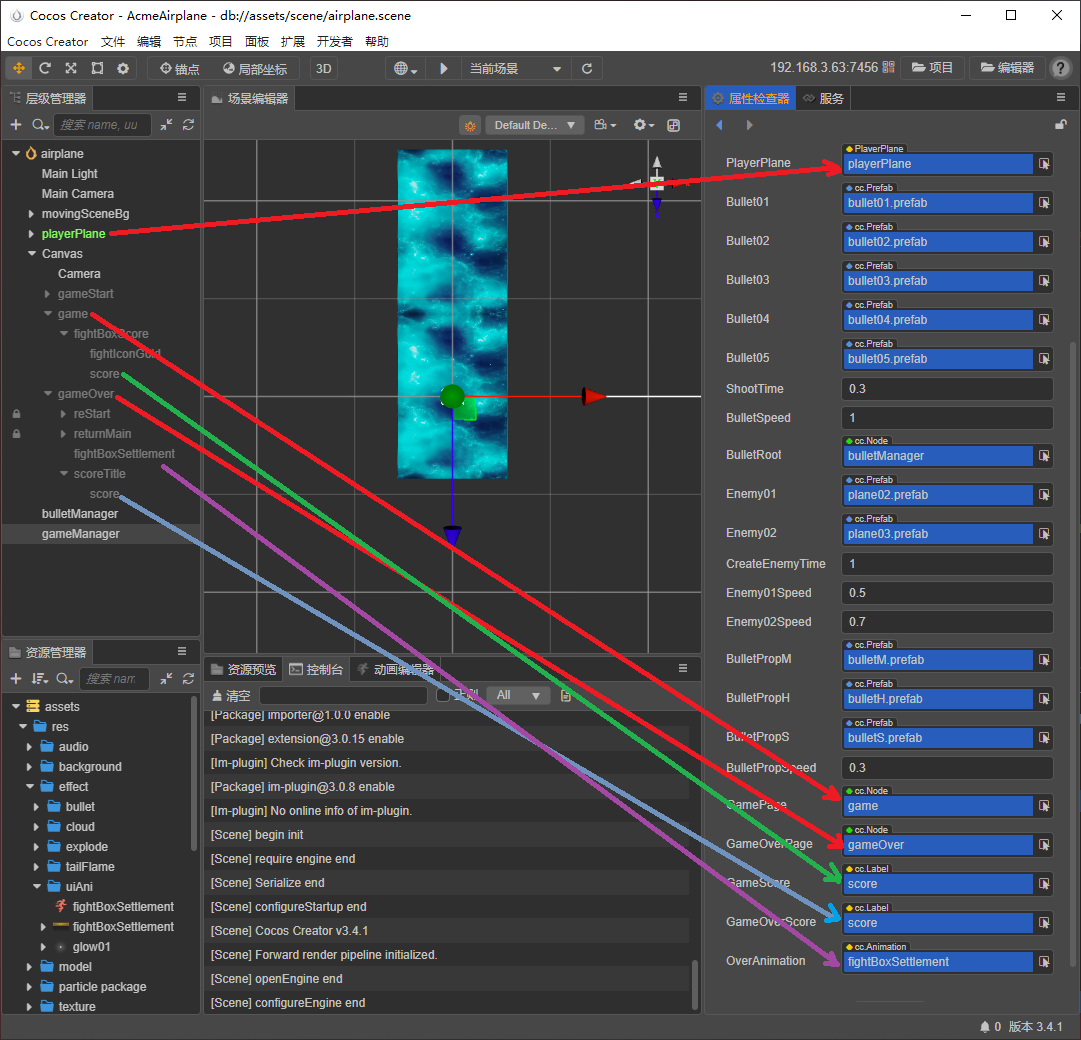 Cocos Creator - AcmeAirplane - db://assets/scene/airplane.scene
Cocos Creator 文件 编辑 节点 项目 面板 扩展 开发者 帮助
锚点 局部坐标 3D 当前场景 192.168.3.63:7456 项目 编辑器 ?
层级管理器
搜索 name, uu
airplane
Main Light
Main Camera
movingSceneBg
playerPlane
Canvas
Camera
gameStart
game
fightBoxScore
fightIconGold
score
gameOver
reStart
returnMain
fightBoxSettlement
scoreTitle
score
bulletManager
gameManager
资源管理器
搜索 nam
assets
res
audio
background
effect
bullet
cloud
explode
tailFlame
uiAni
fightBoxSettlement
fightBoxSettlement
glow01
model
particle package
texture
场景编辑器
Default De...
资源预览 控制台 动画编辑器
清空 正则 All
[Package] importer@1.0.0 enable
[Package] extension@3.0.15 enable
[Im-plugin] Check im-plugin version.
[Package] im-plugin@3.0.8 enable
[Im-plugin] No online info of im-plugin.
[Scene] begin init
[Scene] require engine end
[Scene] Serialize end
[Scene] configureStartup end
[Scene] Cocos Creator v3.4.1
[Scene] Forward render pipeline initialized.
[Scene] openEngine end
[Scene] configureEngine end
属性检查器 服务
PlayerPlane
PlayerPlane playerPlane
cc.Prefab
Bullet01 bullet01.prefab
cc.Prefab
Bullet02 bullet02.prefab
cc.Prefab
Bullet03 bullet03.prefab
cc.Prefab
Bullet04 bullet04.prefab
cc.Prefab
Bullet05 bullet05.prefab
ShootTime 0.3
BulletSpeed 1
cc.Node
BulletRoot bulletManager
cc.Prefab
Enemy01 plane02.prefab
cc.Prefab
Enemy02 plane03.prefab
CreateEnemyTime 1
Enemy01Speed 0.5
Enemy02Speed 0.7
cc.Prefab
BulletPropM bulletM.prefab
cc.Prefab
BulletPropH bulletH.prefab
cc.Prefab
BulletPropS bulletS.prefab
BulletPropSpeed 0.3
cc.Node
GamePage game
cc.Node
GameOverPage gameOver
cc.Label
GameScore score
cc.Label
GameOverScore score
cc.Animation
OverAnimation fightBoxSettlement
0 版本 3.4.1